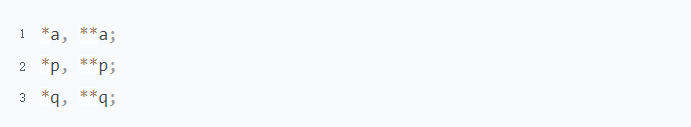 1 *a, **a;
2 *p, **p;
3 *q, **q;